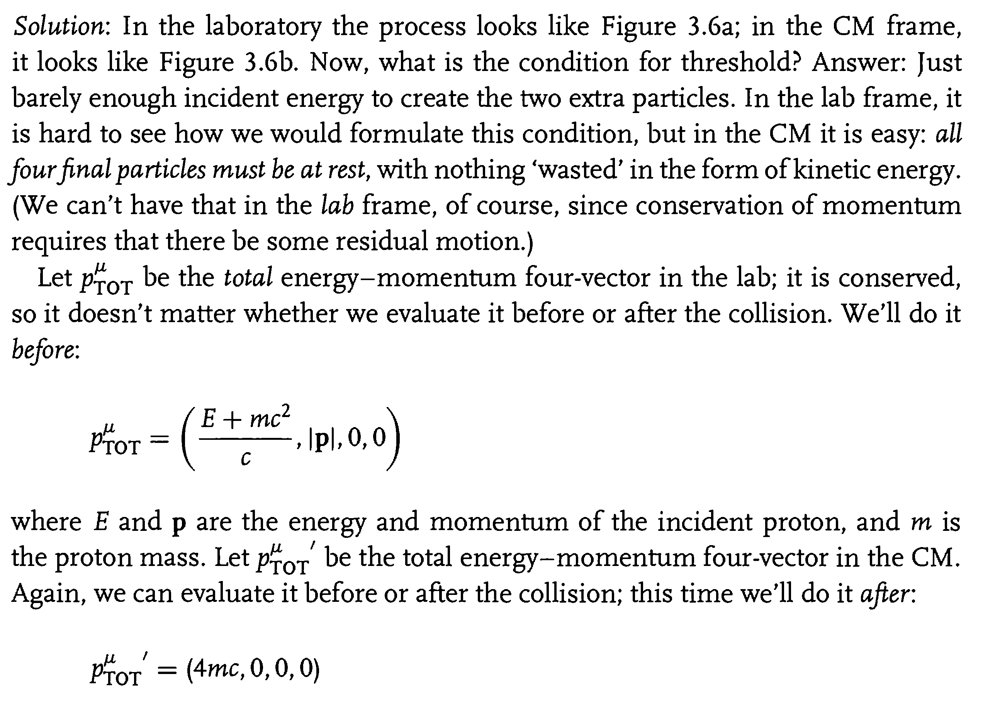 Solution: In the laboratory the process looks like Figure 3.6a; in the CM frame,
it looks like Figure 3.6b. Now, what is the condition for threshold? Answer: Just
barely enough incident energy to create the two extra particles. In the lab frame, it
is hard to see how we would formulate this condition, but in the CM it is easy: all
four final particles must be at rest, with nothing ‘wasted’ in the form of kinetic energy.
(We can’t have that in the lab frame, of course, since conservation of momentum
requires that there be some residual motion.)
Let $p^{\mu}_{\text{TOT}}$ be the total energy–momentum four-vector in the lab; it is conserved,
so it doesn’t matter whether we evaluate it before or after the collision. We’ll do it
before:
$p^{\mu}_{\text{TOT}} = \left( \frac{E + mc^2}{c}, |\mathbf{p}|, 0, 0 \right)$
where $E$ and $\mathbf{p}$ are the energy and momentum of the incident proton, and $m$ is
the proton mass. Let $p^{\mu}_{\text{TOT}}{}'$ be the total energy–momentum four-vector in the CM.
Again, we can evaluate it before or after the collision; this time we’ll do it after:
$p^{\mu}_{\text{TOT}}{}' = (4mc, 0, 0, 0)$